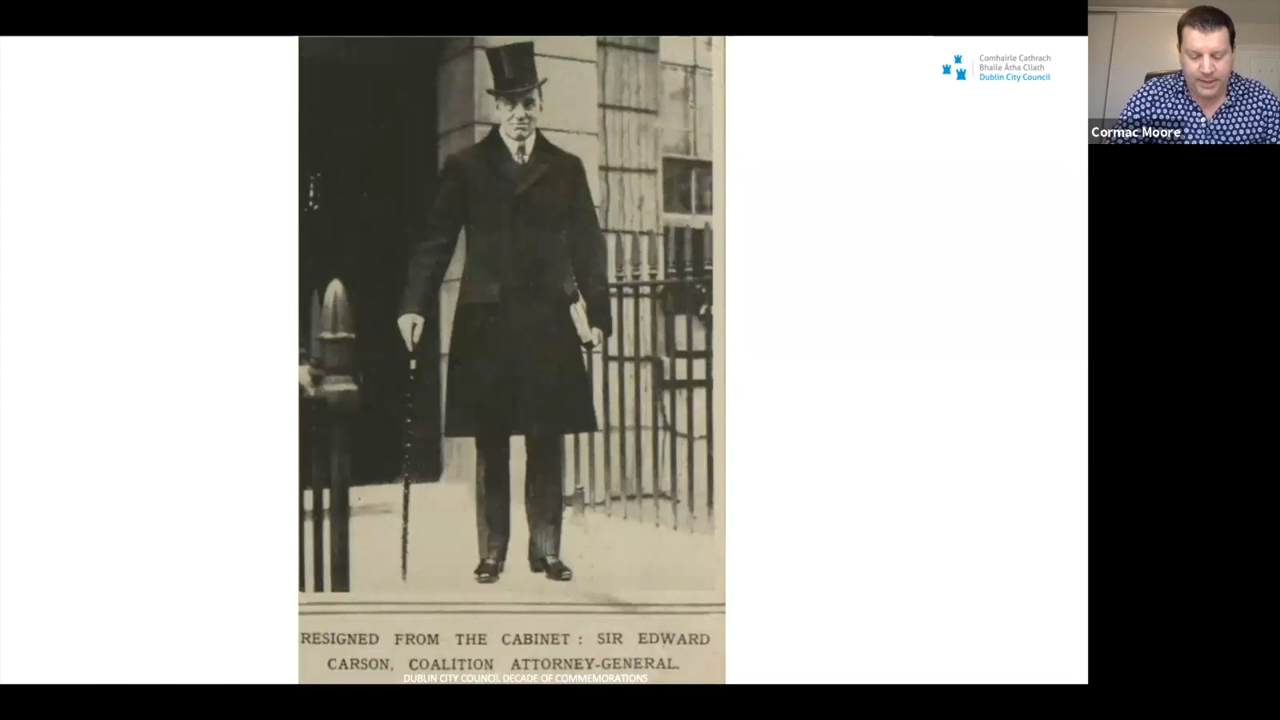 Comhairle Cathrach
Bhaile Átha Cliath
Dublin City Council
Cormac Moore
RESIGNED FROM THE CABINET : SIR EDWARD
CARSON, COALITION ATTORNEY-GENERAL.
DUBLIN CITY COUNCIL DECADE OF COMMEMORATIONS